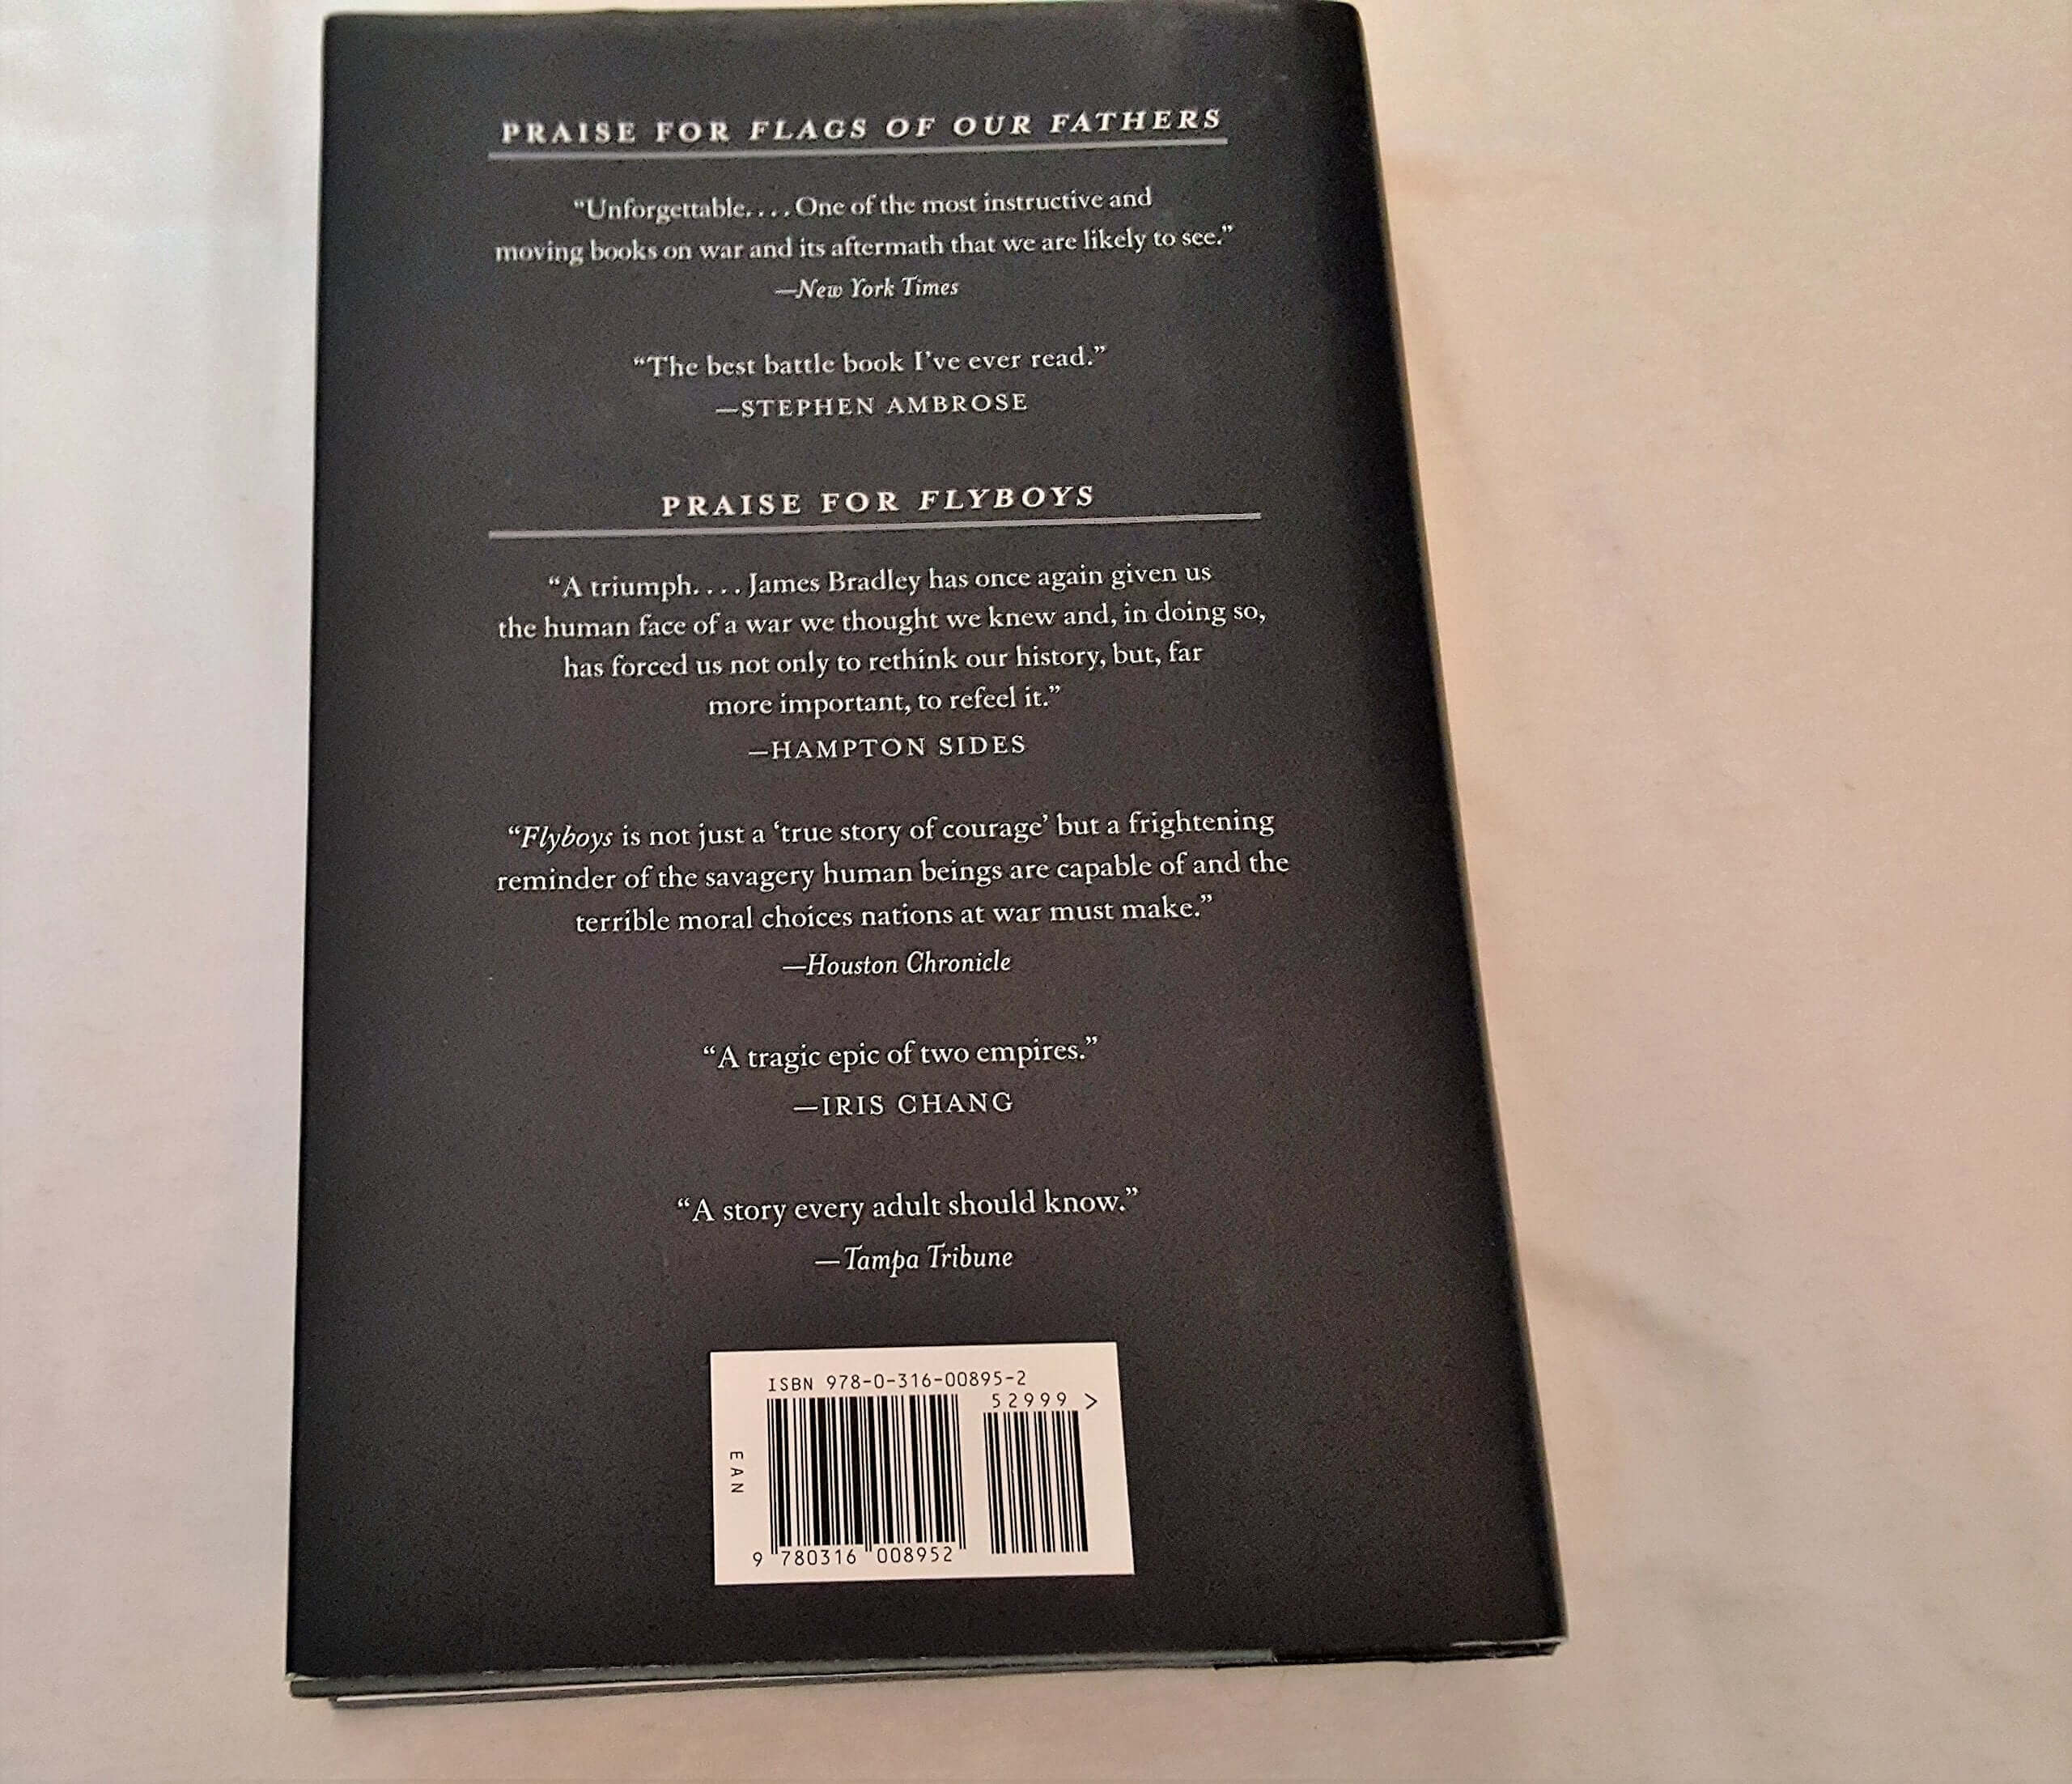 PRAISE FOR FLAGS OF OUR FATHERS
“Unforgettable. . . . One of the most instructive and
moving books on war and its aftermath that we are likely to see.”
—New York Times
“The best battle book I’ve ever read.”
—STEPHEN AMBROSE
PRAISE FOR FLYBOYS
“A triumph. . . . James Bradley has once again given us
the human face of a war we thought we knew and, in doing so,
has forced us not only to rethink our history, but, far
more important, to refeel it.”
—HAMPTON SIDES
“Flyboys is not just a ‘true story of courage’ but a frightening
reminder of the savagery human beings are capable of and the
terrible moral choices nations at war must make.”
—Houston Chronicle
“A tragic epic of two empires.”
—IRIS CHANG
“A story every adult should know.”
—Tampa Tribune
ISBN 978-0-316-00895-2
52999 >
EAN
9 780316 008952